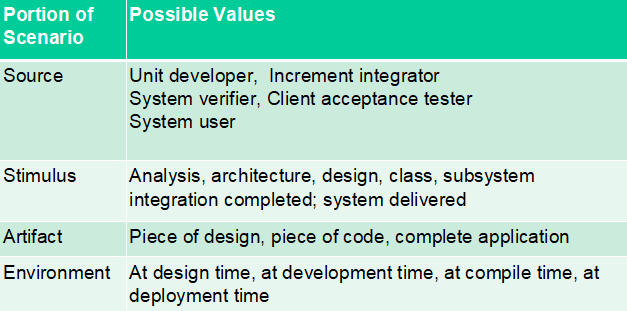 Portion of Scenario
Possible Values
Source
Unit developer,  Increment integrator
System verifier, Client acceptance tester
System user
Stimulus
Analysis, architecture, design, class, subsystem
integration completed; system delivered
Artifact
Piece of design, piece of code, complete application
Environment
At design time, at development time, at compile time, at
deployment time